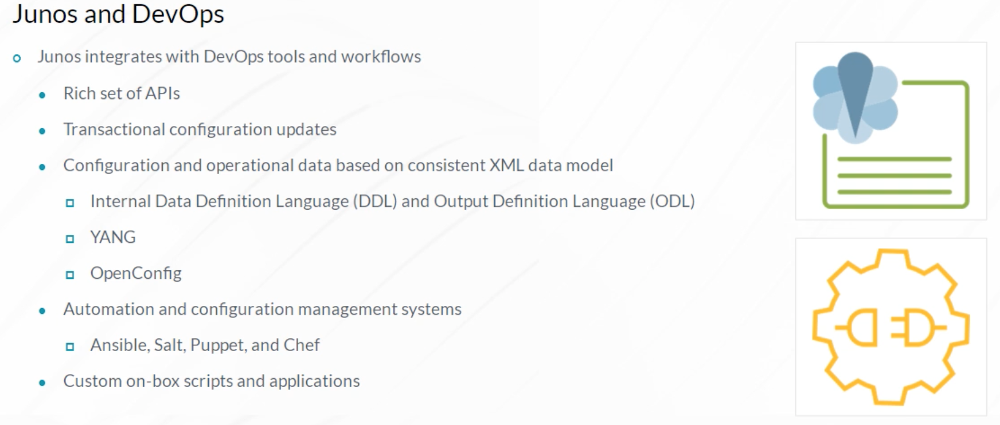 Junos and DevOps
Junos integrates with DevOps tools and workflows
Rich set of APIs
Transactional configuration updates
Configuration and operational data based on consistent XML data model
Internal Data Definition Language (DDL) and Output Definition Language (ODL)
YANG
OpenConfig
Automation and configuration management systems
Ansible, Salt, Puppet, and Chef
Custom on-box scripts and applications